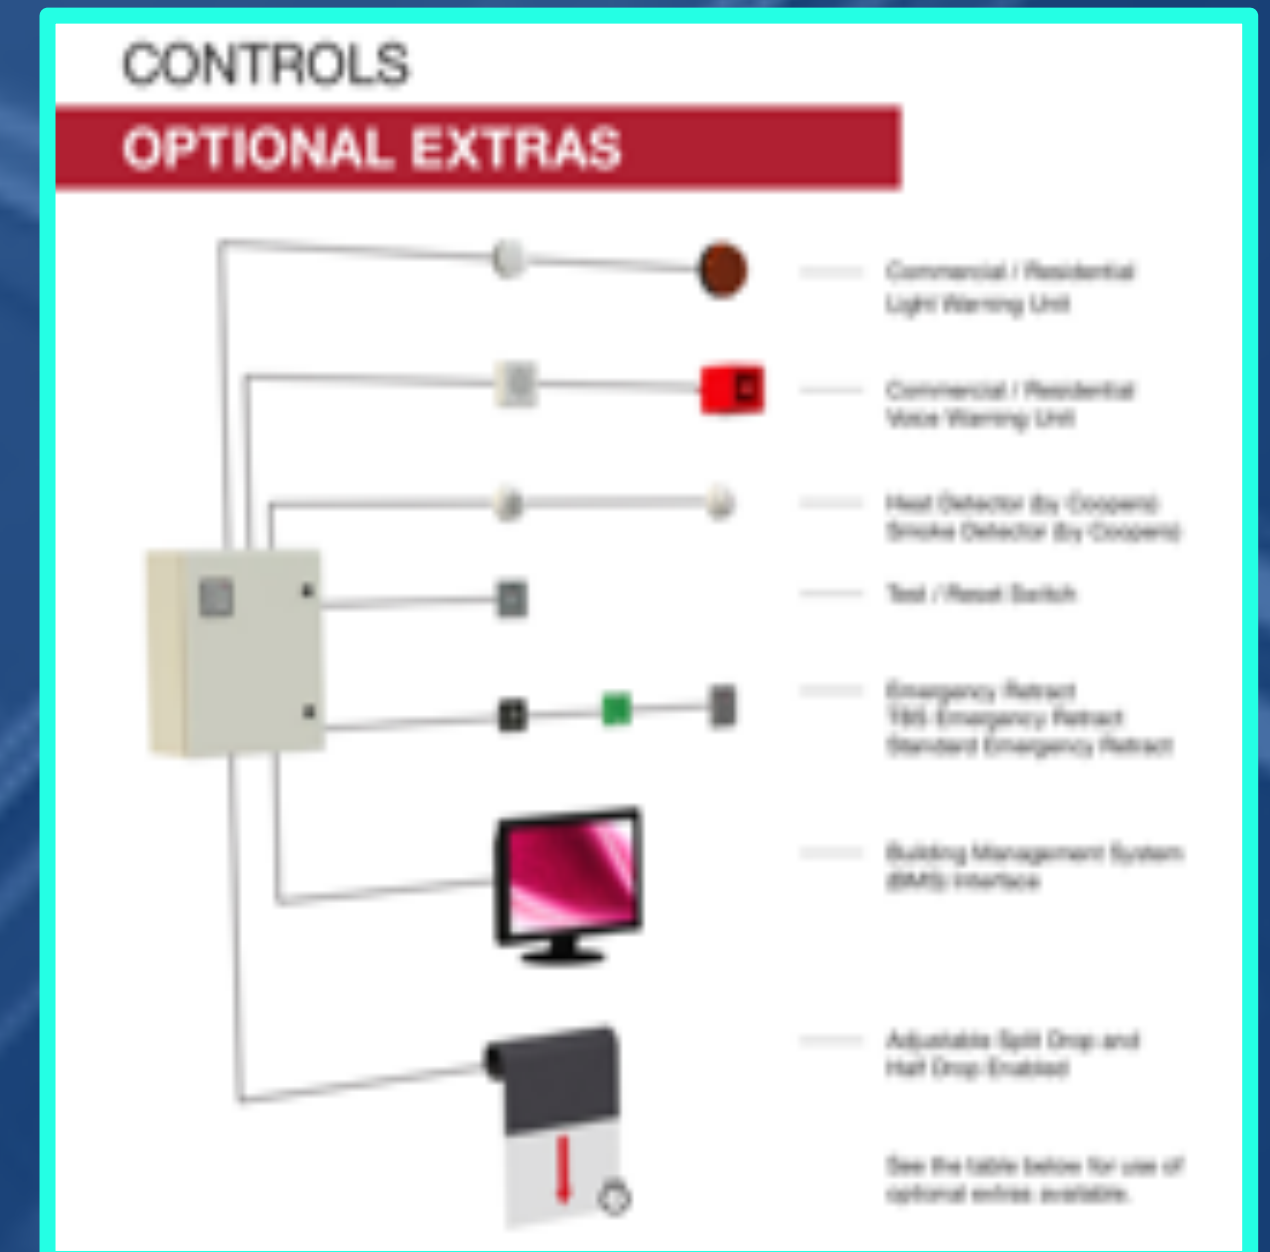 CONTROLS
OPTIONAL EXTRAS
Commercial / Residential
Light Warning Unit
Commercial / Residential
Voice Warning Unit
Heat Detector (by Coopers)
Smoke Detector (by Coopers)
Test / Reset Switch
Emergency Retract
TBS Emergency Retract
Standard Emergency Retract
Building Management System
(BMS) Interface
Adjustable Split Drop and
Half Drop Enabled
See the table below for use of
optional extras available.